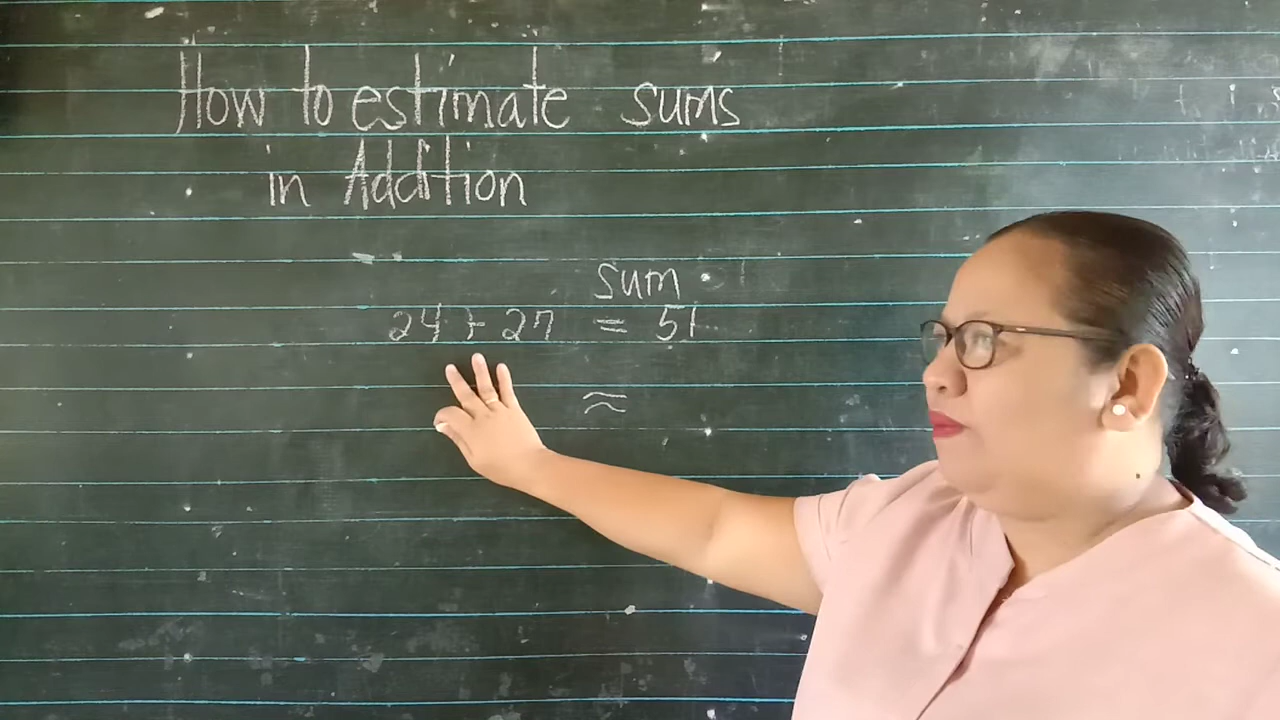 How to estimate sums
in Addition
sum
24 + 27 = 51
≈